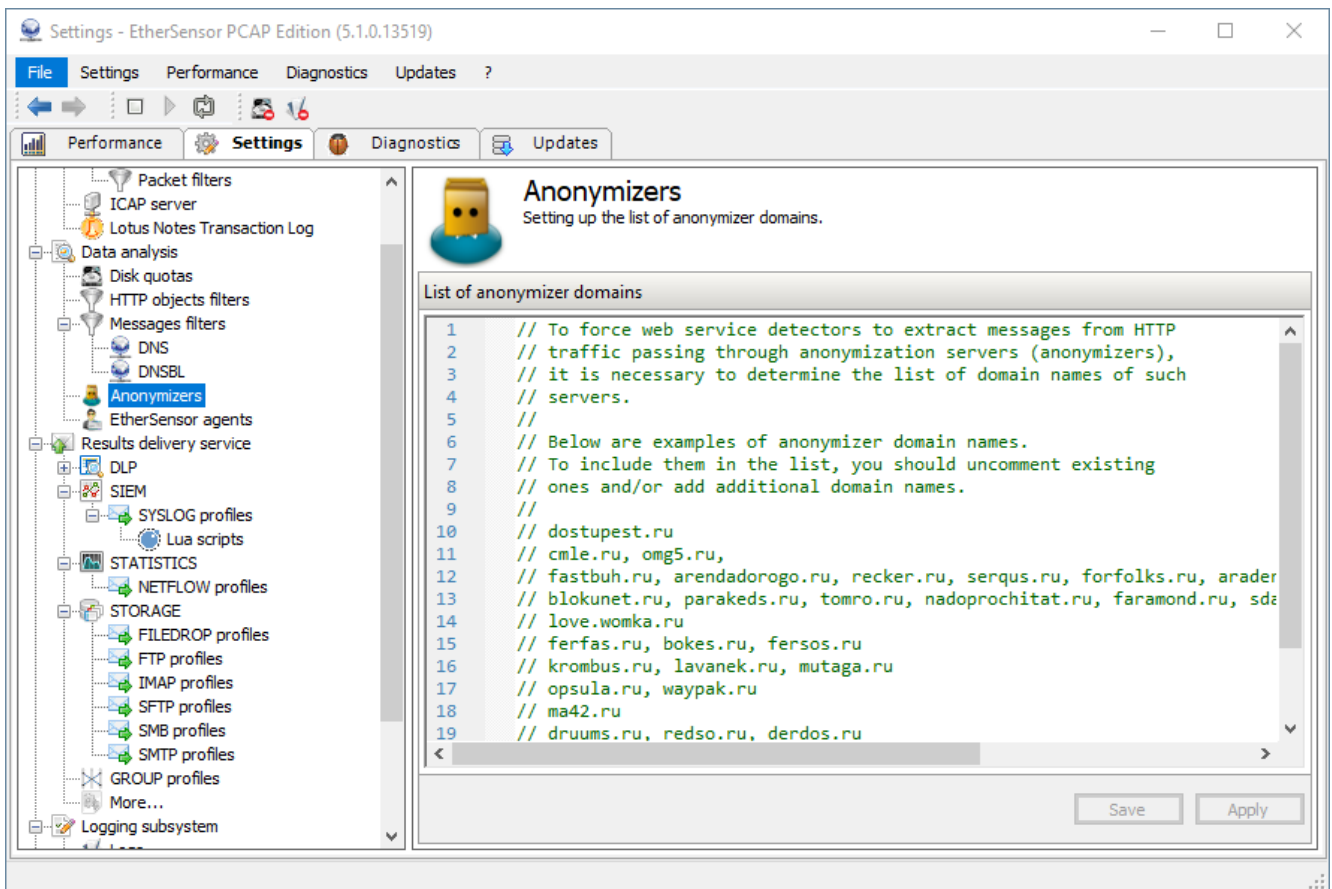 Settings - EtherSensor PCAP Edition (5.1.0.13519)
File Settings Performance Diagnostics Updates ?
Performance Settings Diagnostics Updates
Packet filters
ICAP server
Lotus Notes Transaction Log
Data analysis
Disk quotas
HTTP objects filters
Messages filters
DNS
DNSBL
Anonymizers
EtherSensor agents
Results delivery service
DLP
SIEM
SYSLOG profiles
Lua scripts
STATISTICS
NETFLOW profiles
STORAGE
FILEDROP profiles
FTP profiles
IMAP profiles
SFTP profiles
SMB profiles
SMTP profiles
GROUP profiles
More...
Logging subsystem
Anonymizers
Setting up the list of anonymizer domains.
List of anonymizer domains
1 // To force web service detectors to extract messages from HTTP
2 // traffic passing through anonymization servers (anonymizers),
3 // it is necessary to determine the list of domain names of such
4 // servers.
5 //
6 // Below are examples of anonymizer domain names.
7 // To include them in the list, you should uncomment existing
8 // ones and/or add additional domain names.
9 //
10 // dostupest.ru
11 // cmle.ru, omg5.ru,
12 // fastbuh.ru, arendadorogo.ru, recker.ru, serqus.ru, forfolks.ru,
13 // blokunet.ru, parakeds.ru, tomro.ru, nadoprochitat.ru, faramond.ru,
14 // love.womka.ru
15 // ferfas.ru, bokes.ru, fersos.ru
16 // krombus.ru, lavanek.ru, mutaga.ru
17 // opsula.ru, waypak.ru
18 // ma42.ru
19 // druums.ru, redso.ru, derdos.ru
Save Apply